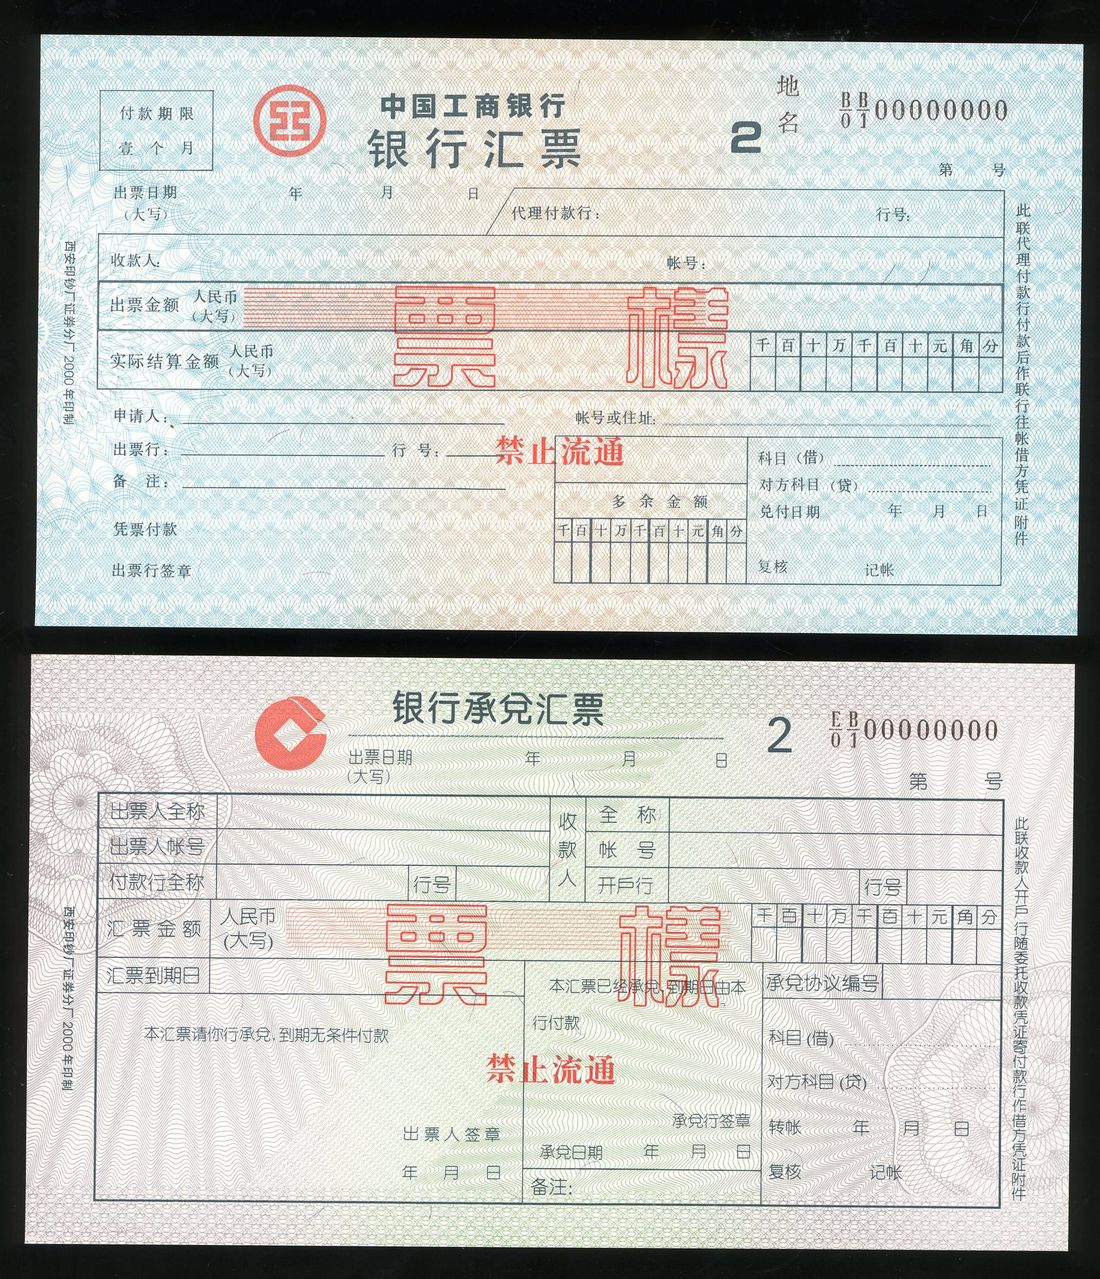 付款期限
壹个月
中国工商银行
银行汇票
2
地名
B B 00000000
0 1
第 号
出票日期
(大写)
年 月 日
代理付款行: 行号:
收款人: 帐号:
出票金额 人民币
(大写)
票 樣
实际结算金额 人民币
(大写)
千百十万千百十元角分
申请人: 帐号或住址:
出票行: 行 号:
禁止流通
备 注:
凭票付款
出票行签章
多余金额
千百十万千百十元角分
科目(借)
对方科目(贷)
兑付日期 年 月 日
复核 记帐
此联代理付款行付款后作联行往帐借方凭证附件
西安印钞厂证券分厂2000年印制
银行承兑汇票
2
E B 00000000
0 1
出票日期
(大写)
年 月 日
第 号
出票人全称
出票人帐号
付款行全称 行号
收款人
全 称
帐 号
开戶行 行号
汇票金额 人民币
(大写)
票 樣
千百十万千百十元角分
汇票到期日
本汇票已经承兑,到期日由本
行付款
承兑协议编号
本汇票请你行承兑,到期无条件付款
禁止流通
科目(借)
对方科目(贷)
承兑行签章
转帐 年 月 日
出票人签章
承兑日期 年 月 日
年 月 日
复核 记帐
备注:
此联收款人开戶行随委托收款凭证寄付款行作借方凭证附件
西安印钞厂证券分厂2000年印制